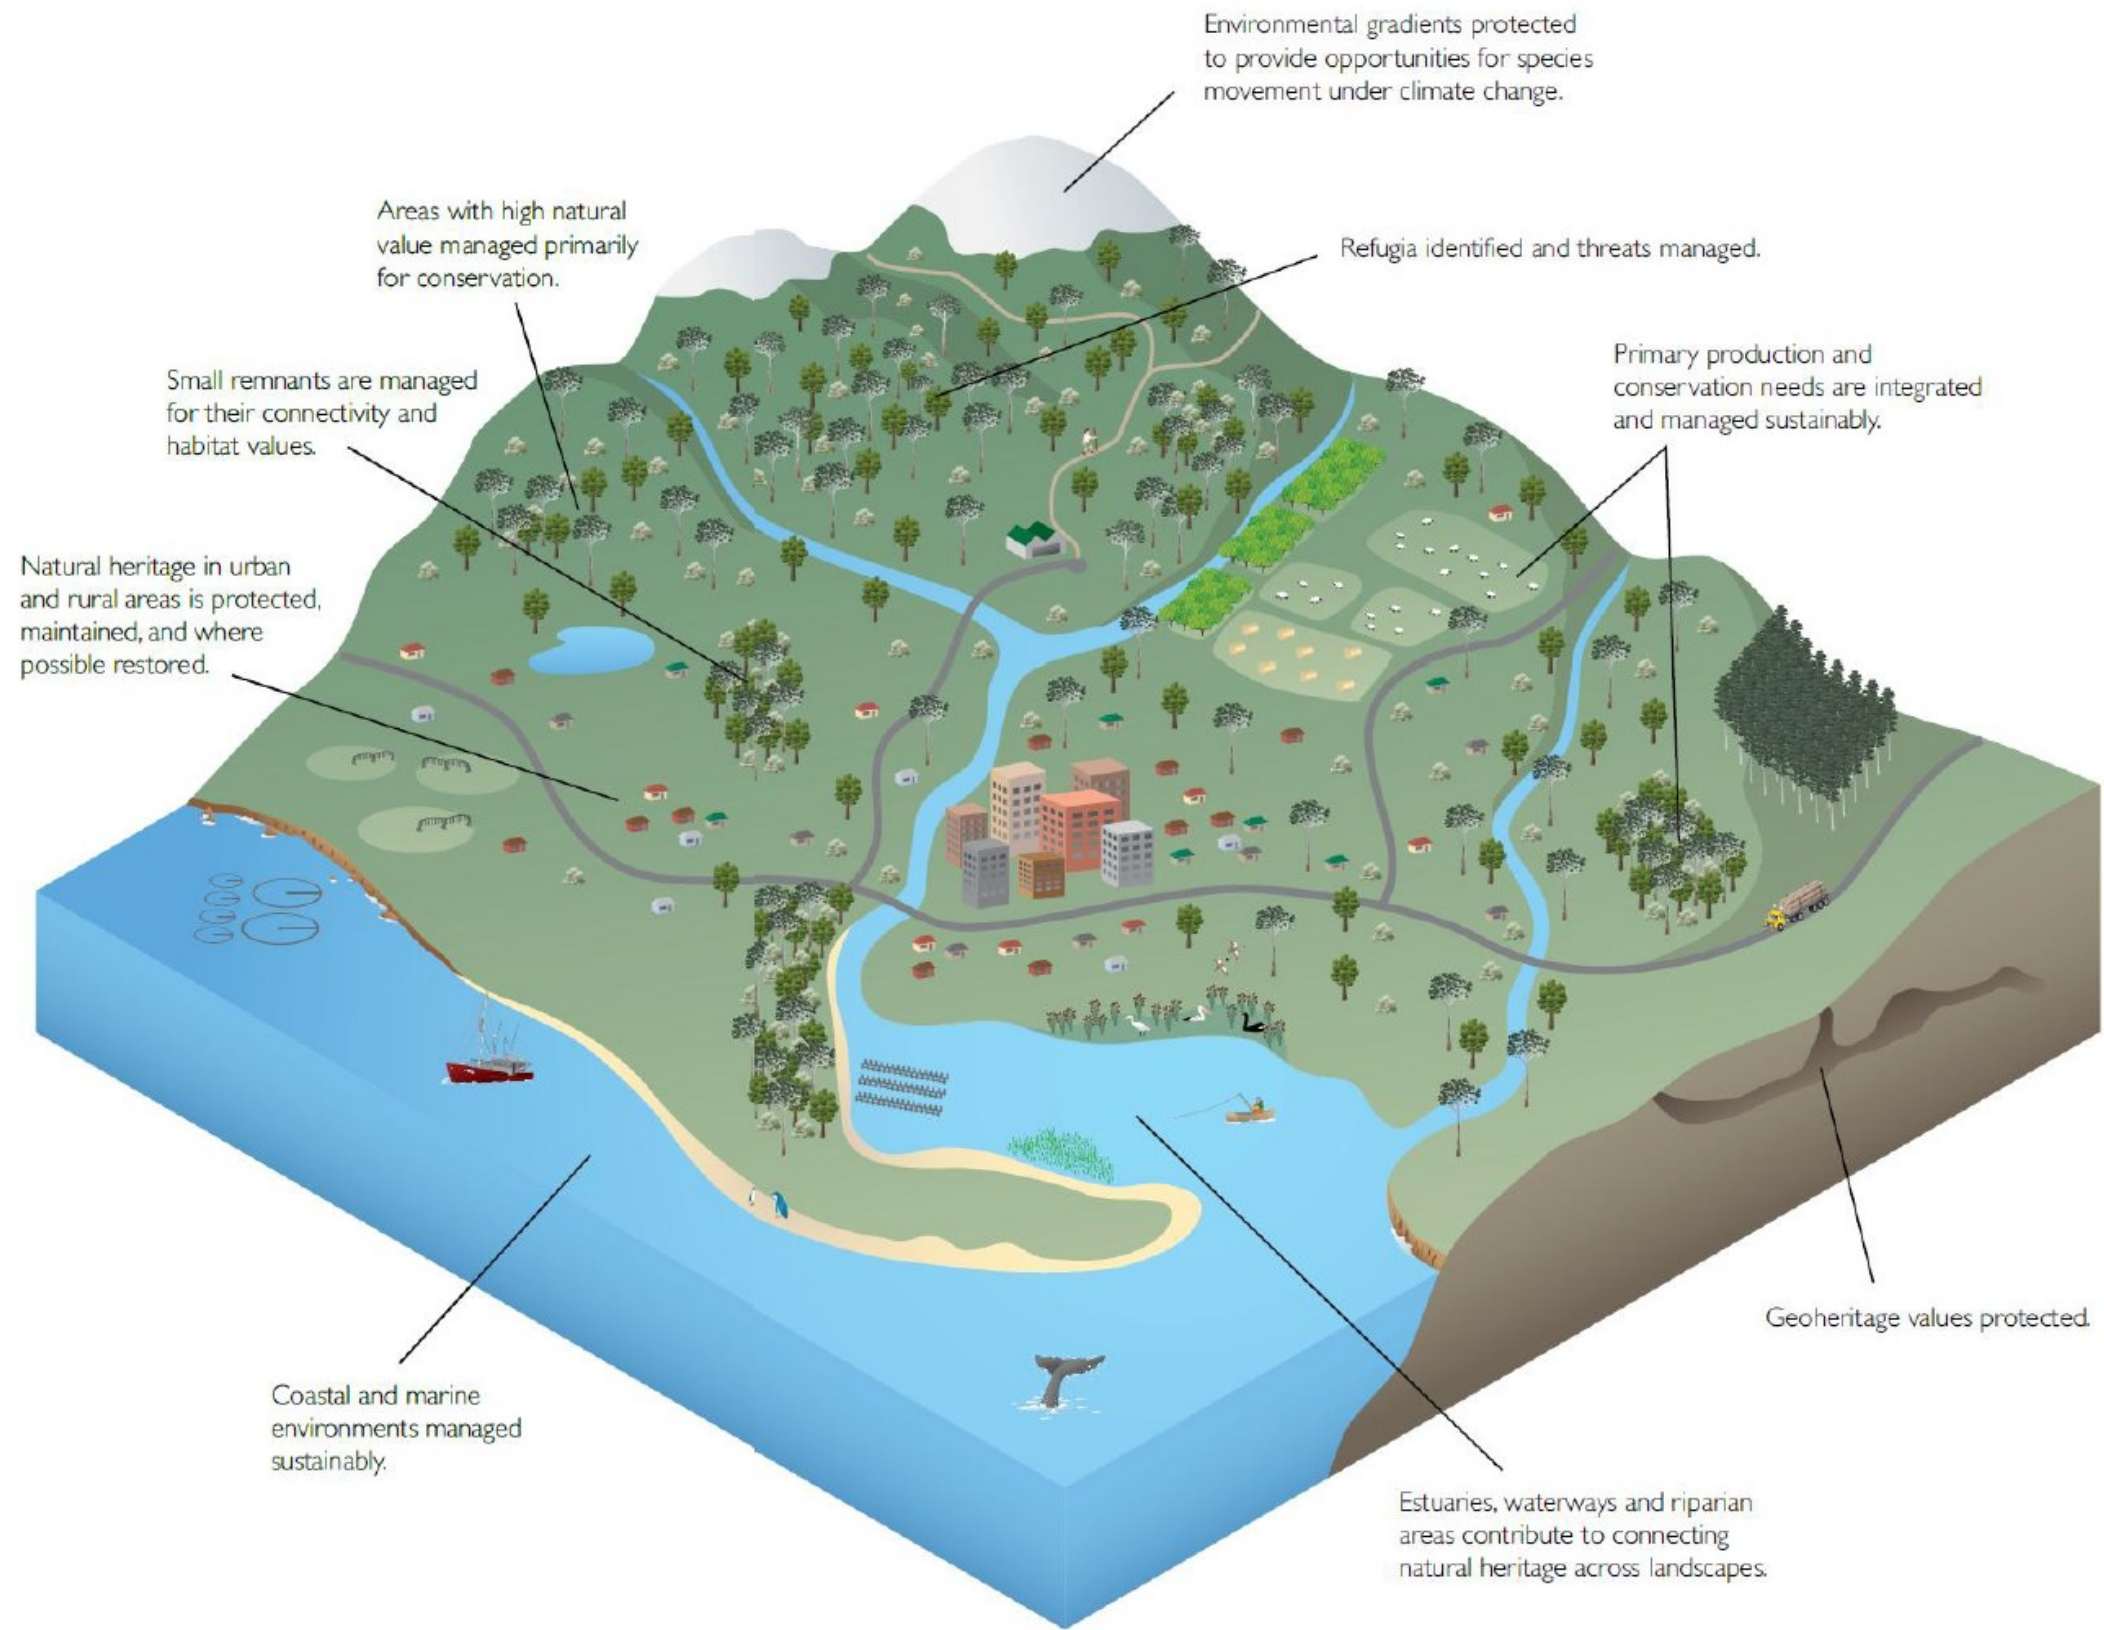 Environmental gradients protected
to provide opportunities for species
movement under climate change.
Areas with high natural
value managed primarily
for conservation.
Refugia identified and threats managed.
Primary production and
conservation needs are integrated
and managed sustainably.
Small remnants are managed
for their connectivity and
habitat values.
Natural heritage in urban
and rural areas is protected,
maintained, and where
possible restored.
Geoheritage values protected.
Coastal and marine
environments managed
sustainably.
Estuaries, waterways and riparian
areas contribute to connecting
natural heritage across landscapes.